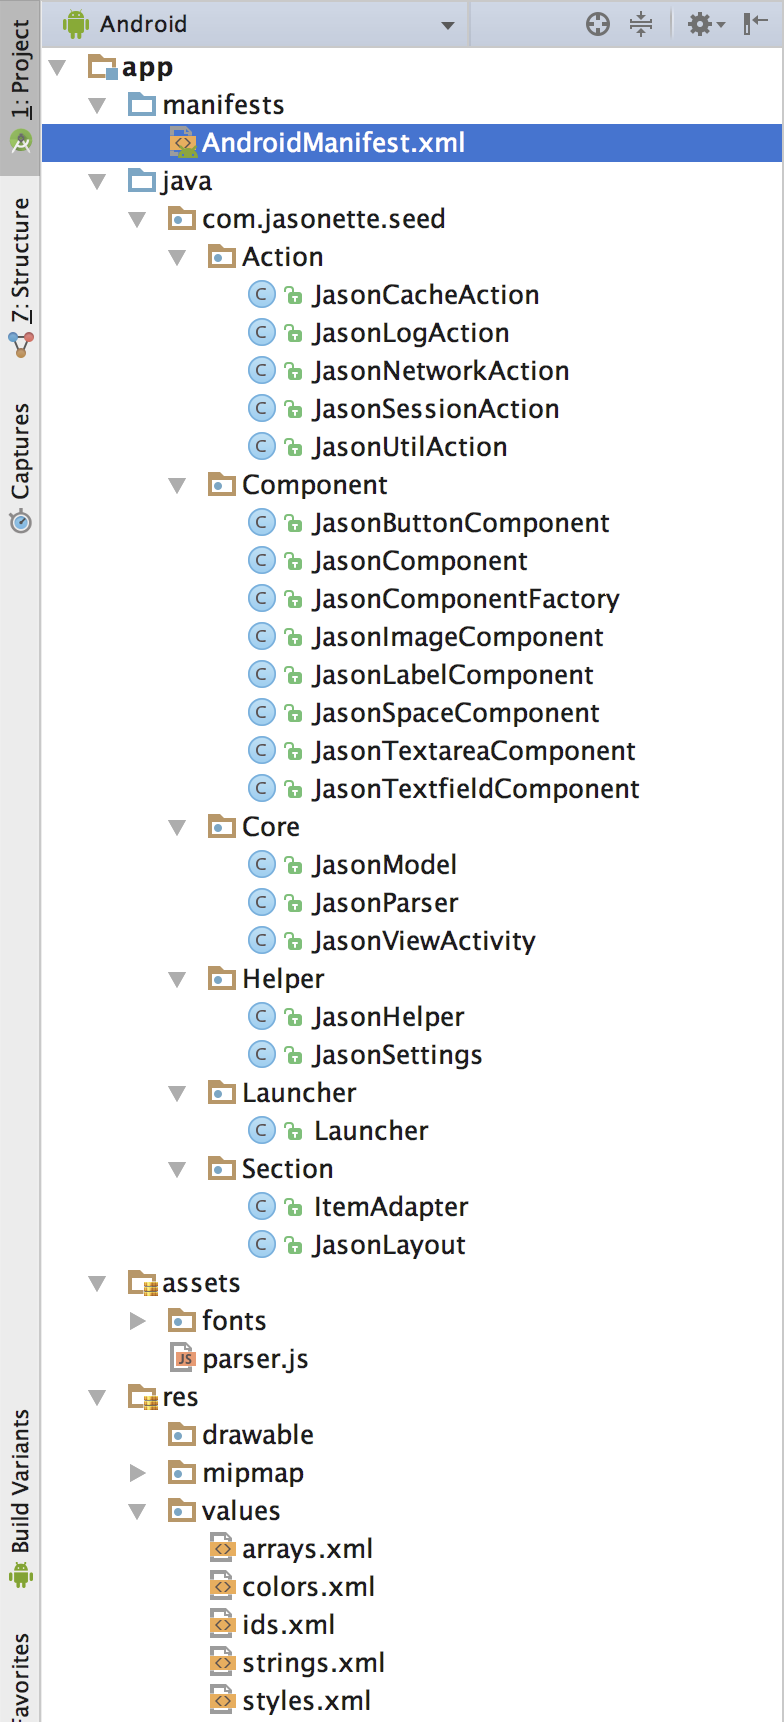 Android
1: Project
7: Structure
Captures
Build Variants
Favorites
app
manifests
AndroidManifest.xml
java
com.jasonette.seed
Action
C JasonCacheAction
C JasonLogAction
C JasonNetworkAction
C JasonSessionAction
C JasonUtilAction
Component
C JasonButtonComponent
C JasonComponent
C JasonComponentFactory
C JasonImageComponent
C JasonLabelComponent
C JasonSpaceComponent
C JasonTextareaComponent
C JasonTextfieldComponent
Core
C JasonModel
C JasonParser
C JasonViewActivity
Helper
C JasonHelper
C JasonSettings
Launcher
C Launcher
Section
C ItemAdapter
C JasonLayout
assets
fonts
JS parser.js
res
drawable
mipmap
values
arrays.xml
colors.xml
ids.xml
strings.xml
styles.xml